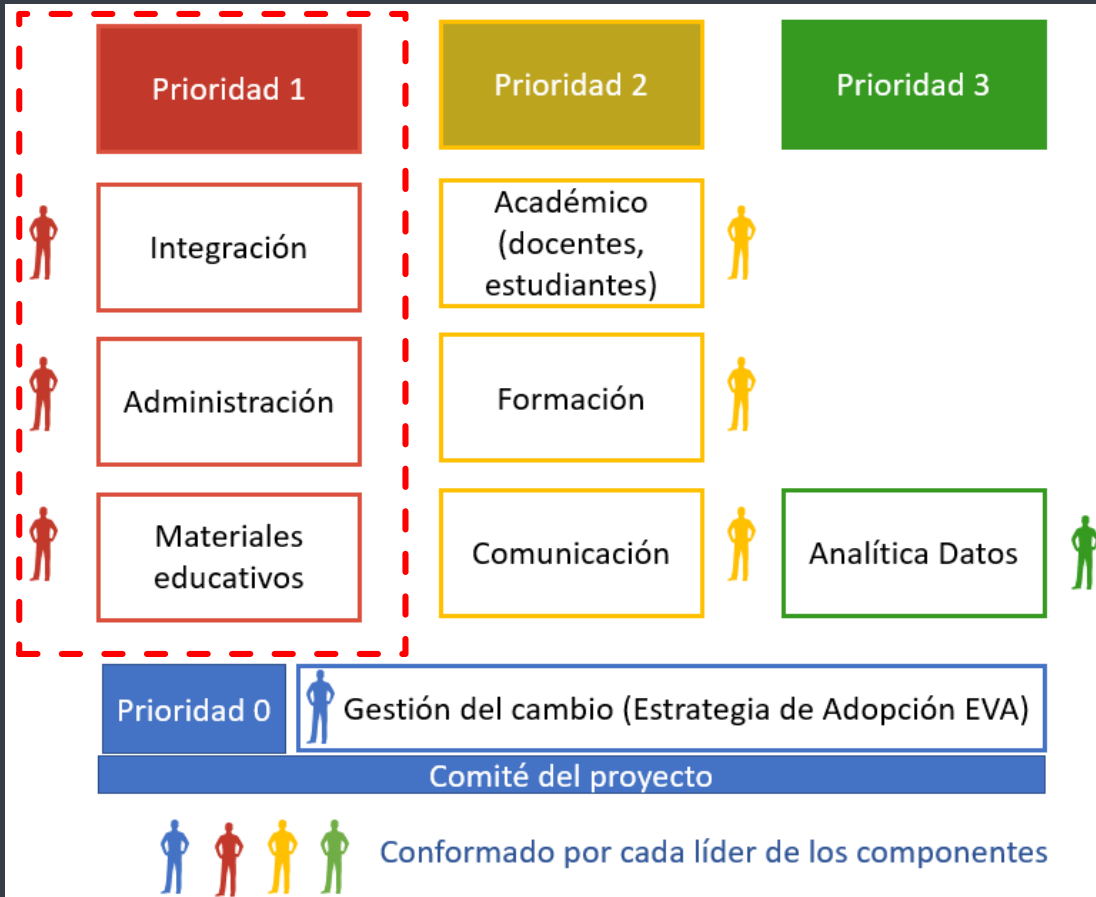 Prioridad 1
Prioridad 2
Prioridad 3
Integración
Académico
(docentes,
estudiantes)
Administración
Formación
Materiales
educativos
Comunicación
Analítica Datos
Prioridad 0
Gestión del cambio (Estrategia de Adopción EVA)
Comité del proyecto
Conformado por cada líder de los componentes